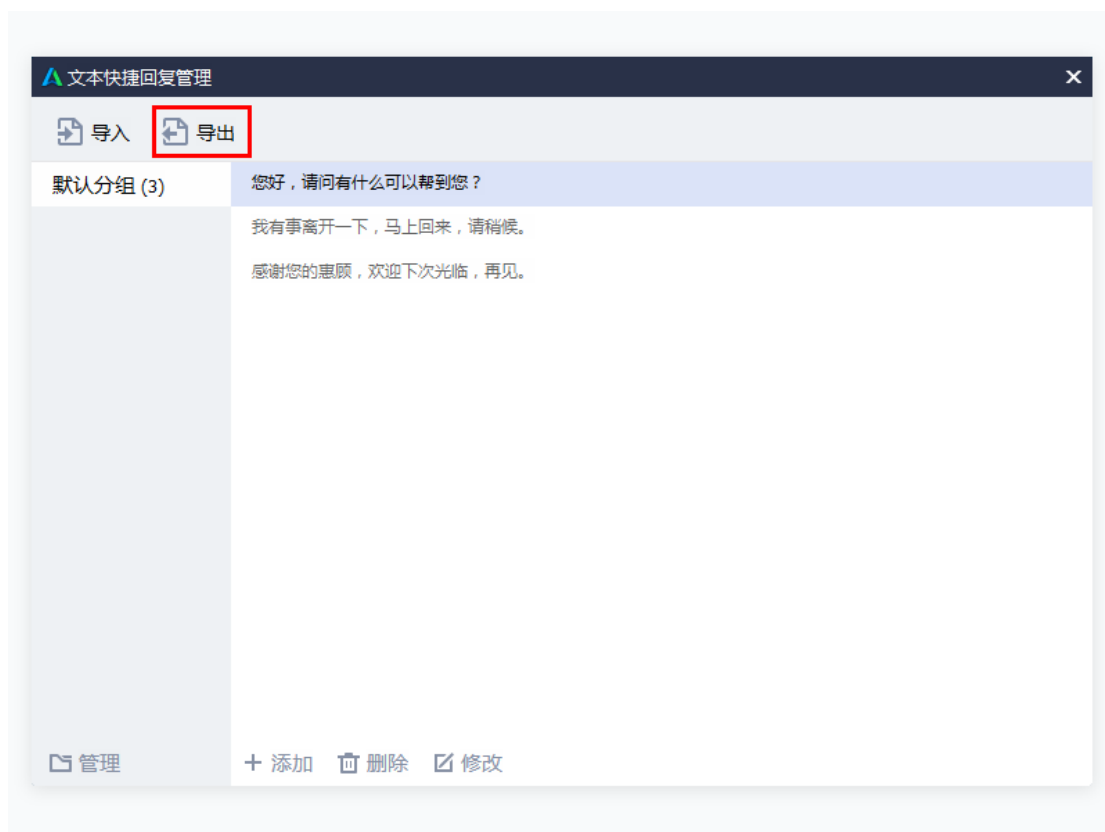 文本快捷回复管理
导入 导出
默认分组 (3)
您好，请问有什么可以帮到您？
我有事离开一下，马上回来，请稍候。
感谢您的惠顾，欢迎下次光临，再见。
管理 添加 删除 修改